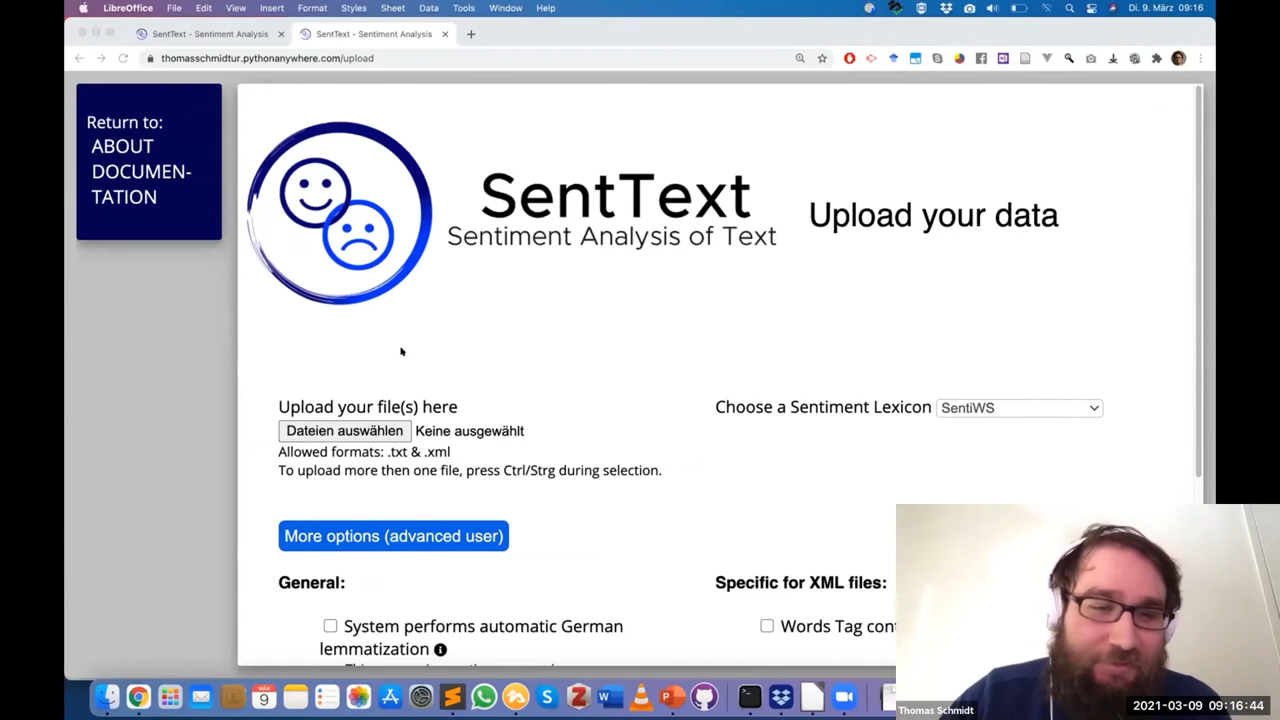 LibreOffice File Edit View Insert Format Styles Sheet Data Tools Window Help Di. 9. März 09:16
SentText - Sentiment Analysis SentText - Sentiment Analysis
thomasschmidtur.pythonanywhere.com/upload
Return to:
ABOUT
DOCUMEN-
TATION
SentText
Sentiment Analysis of Text
Upload your data
Upload your file(s) here
Choose a Sentiment Lexicon SentiWS
Dateien auswählen Keine ausgewählt
Allowed formats: .txt & .xml
To upload more then one file, press Ctrl/Strg during selection.
More options (advanced user)
General:
Specific for XML files:
System performs automatic German
lemmatization
Words Tag con
MÄR
9
Thomas Schmidt
2021-03-09 09:16:44